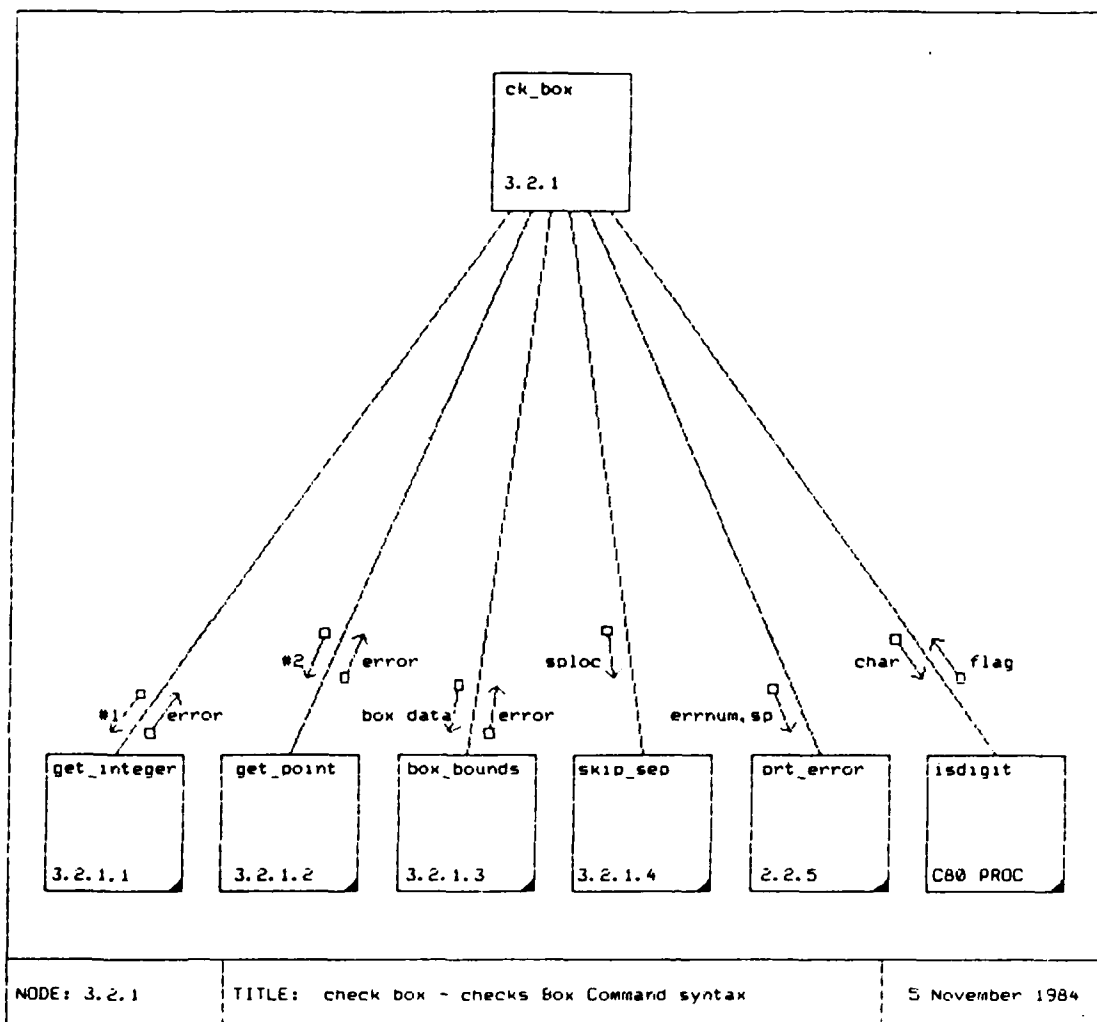 ck_box
3.2.1
#2
error
sploc
char
flag
#1
error
box data
error
errnum,sp
get_integer
get_point
box_bounds
skip_sep
prt_error
isdigit
3.2.1.1
3.2.1.2
3.2.1.3
3.2.1.4
2.2.5
C80 PROC
NODE: 3.2.1
TITLE: check box - checks Box Command syntax
5 November 1984